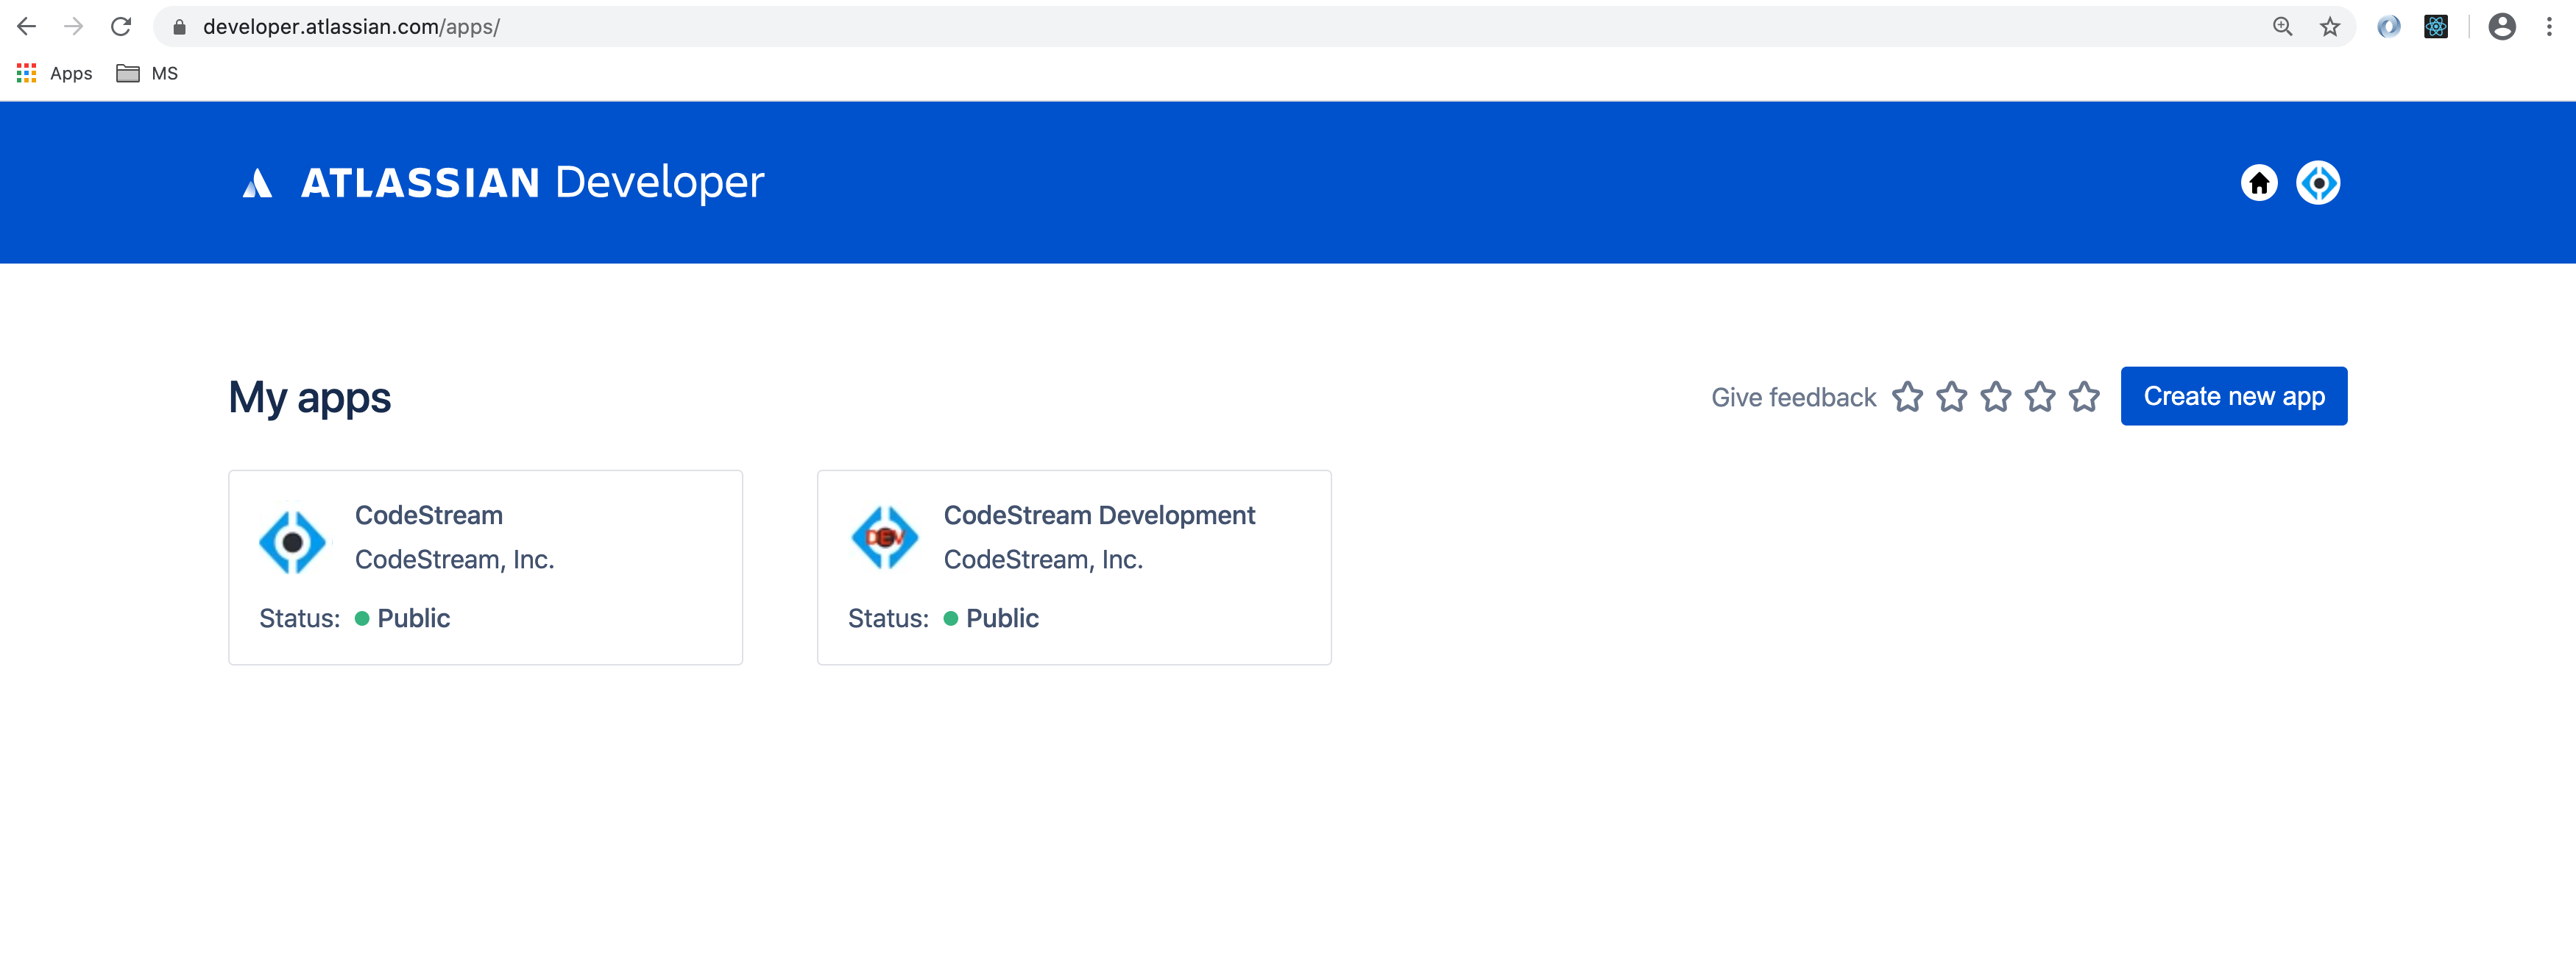 developer.atlassian.com/apps/
Apps MS
ATLASSIAN Developer
My apps
Give feedback
Create new app
CodeStream
CodeStream, Inc.
Status: Public
DEV
CodeStream Development
CodeStream, Inc.
Status: Public